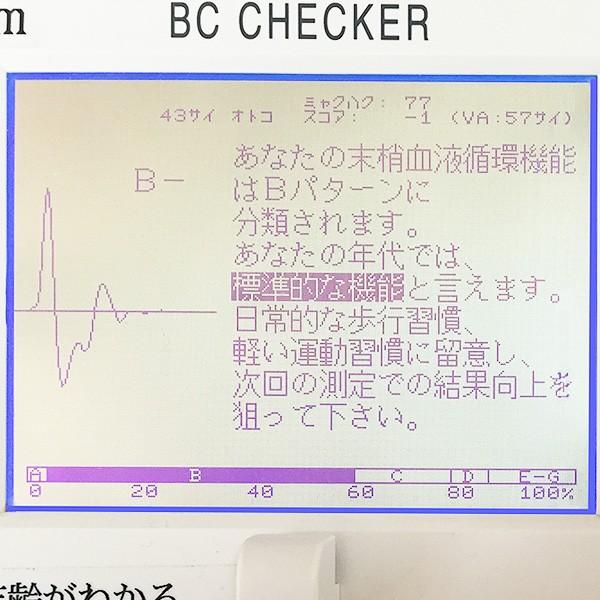 m
BC CHECKER
ミャクハク: 77
43サイ オトコ スコア: -1 (VA:57サイ)
B-
あなたの末梢血液循環機能
はBパターンに
分類されます。
あなたの年代では、
標準的な機能と言えます。
日常的な歩行習慣、
軽い運動習慣に留意し、
次回の測定での結果向上を
狙って下さい。
A B C D E-G
0 20 40 60 80 100%
齢がわかる